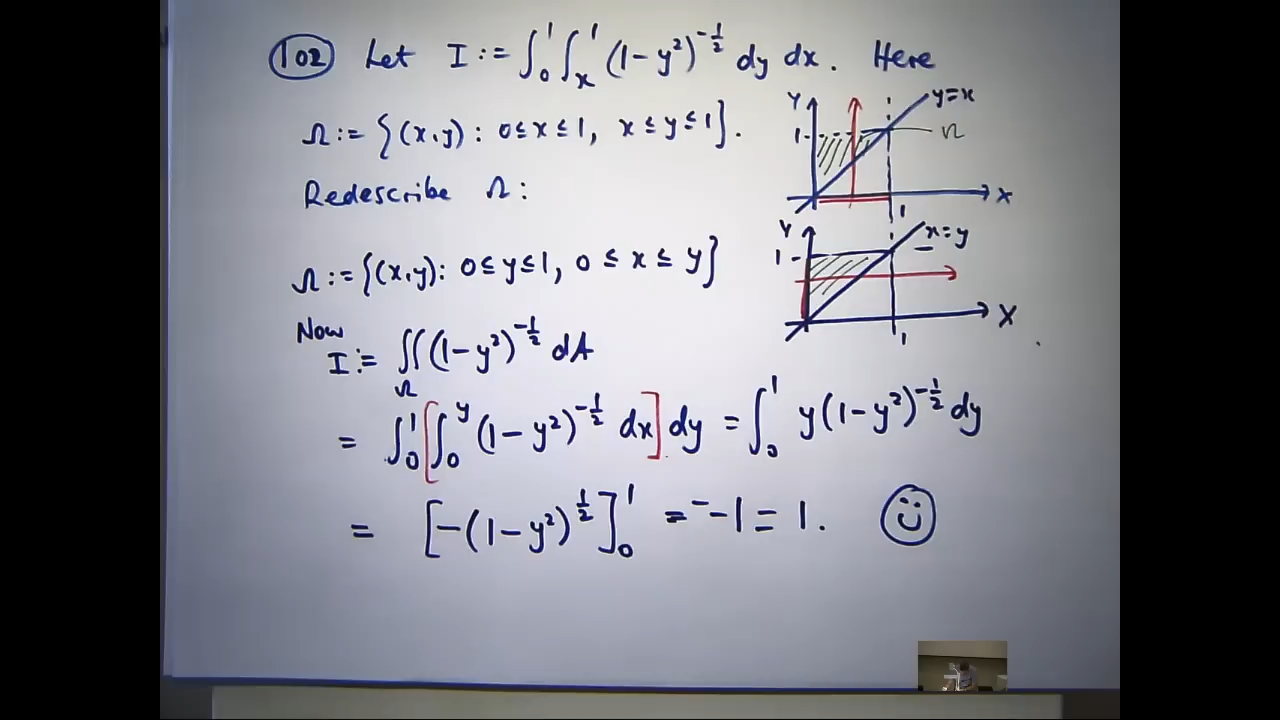 102 Let I := ∫₀¹ ∫ₓ¹ (1-y²)^(-1/2) dy dx. Here
Ω := {(x,y) : 0≤x≤1, x≤y≤1}.
Redescribe Ω:
Ω := {(x,y): 0≤y≤1, 0≤x≤y}
Now
I := ∬_Ω (1-y²)^(-1/2) dA
= ∫₀¹ [∫₀^y (1-y²)^(-1/2) dx] dy = ∫₀¹ y(1-y²)^(-1/2) dy
= [-(1-y²)^(1/2)]₀¹ = --1 = 1.
Y
y=x
1
Ω
X
1
Y
x=y
1
X
1